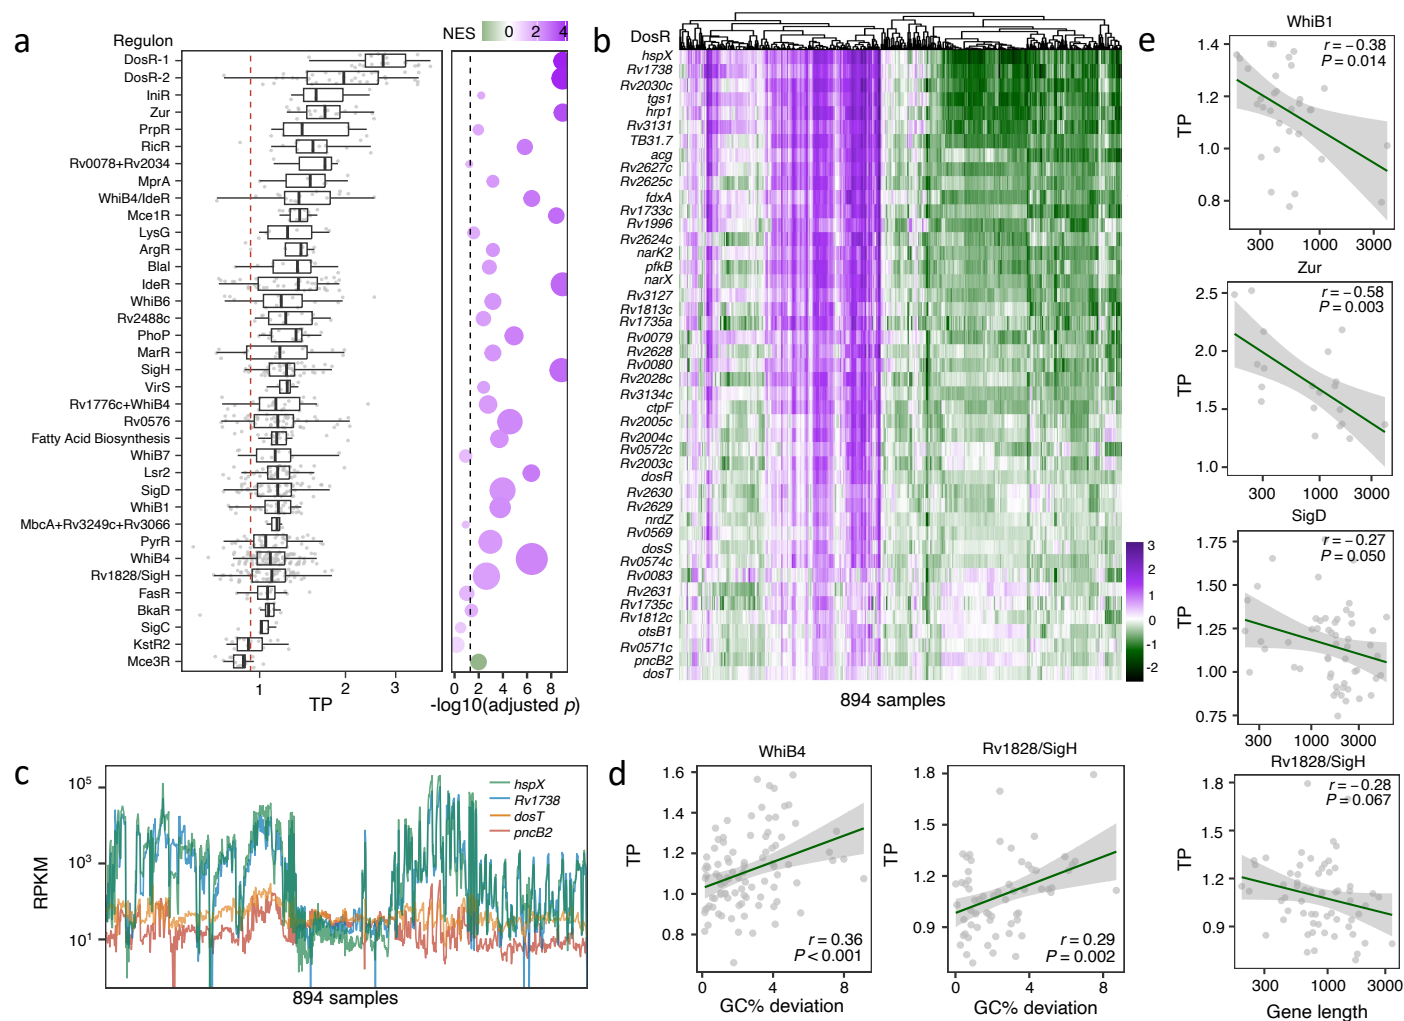 a
Regulon
DosR-1
DosR-2
IniR
Zur
PrpR
RicR
Rv0078+Rv2034
MprA
WhiB4/IdeR
Mce1R
LysG
ArgR
BlaI
IdeR
WhiB6
Rv2488c
PhoP
MarR
SigH
VirS
Rv1776c+WhiB4
Rv0576
Fatty Acid Biosynthesis
WhiB7
Lsr2
SigD
WhiB1
MbcA+Rv3249c+Rv3066
PyrR
WhiB4
Rv1828/SigH
FasR
BkaR
SigC
KstR2
Mce3R
1 2 3
TP
NES 0 2 4
0 2 4 6 8
-log10(adjusted p)
b
DosR
hspX
Rv1738
Rv2030c
tgs1
hrp1
Rv3131
TB31.7
acg
Rv2627c
Rv2625c
fdxA
Rv1733c
Rv1996
Rv2624c
narK2
pfkB
narX
Rv3127
Rv1813c
Rv1735a
Rv0079
Rv2628
Rv0080
Rv2028c
Rv3134c
ctpF
Rv2005c
Rv2004c
Rv0572c
Rv2003c
dosR
Rv2630
Rv2629
nrdZ
Rv0569
dosS
Rv0574c
Rv0083
Rv2631
Rv1735c
Rv1812c
otsB1
Rv0571c
pncB2
dosT
894 samples
3
2
1
0
-1
-2
c
RPKM
10⁵
10³
10¹
hspX
Rv1738
dosT
pncB2
894 samples
d
WhiB4
TP
1.6
1.4
1.2
1.0
0.8
r = 0.36
P < 0.001
0 4 8
GC% deviation
Rv1828/SigH
TP
1.8
1.5
1.2
0.9
r = 0.29
P = 0.002
0 4 8
GC% deviation
e
WhiB1
r = − 0.38
P = 0.014
TP
1.4
1.2
1.0
0.8
300 1000 3000
Zur
r = − 0.58
P = 0.003
TP
2.5
2.0
1.5
1.0
300 1000 3000
SigD
r = − 0.27
P = 0.050
TP
1.75
1.50
1.25
1.00
0.75
300 1000 3000
Rv1828/SigH
r = − 0.28
P = 0.067
TP
1.8
1.5
1.2
0.9
300 1000 3000
Gene length